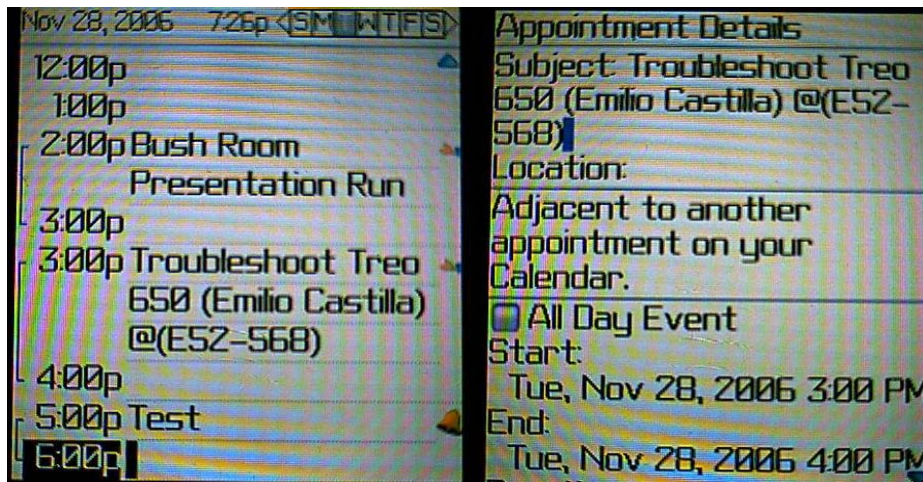 Nov 28, 2006 7:26p SMTWTFS
12:00p
1:00p
2:00p Bush Room
Presentation Run
3:00p
3:00p Troubleshoot Treo
650 (Emilio Castilla)
@(E52-568)
4:00p
5:00p Test
6:00p
Appointment Details
Subject: Troubleshoot Treo
650 (Emilio Castilla) @(E52-
568)
Location:
Adjacent to another
appointment on your
Calendar.
All Day Event
Start:
Tue, Nov 28, 2006 3:00 PM
End:
Tue, Nov 28, 2006 4:00 PM